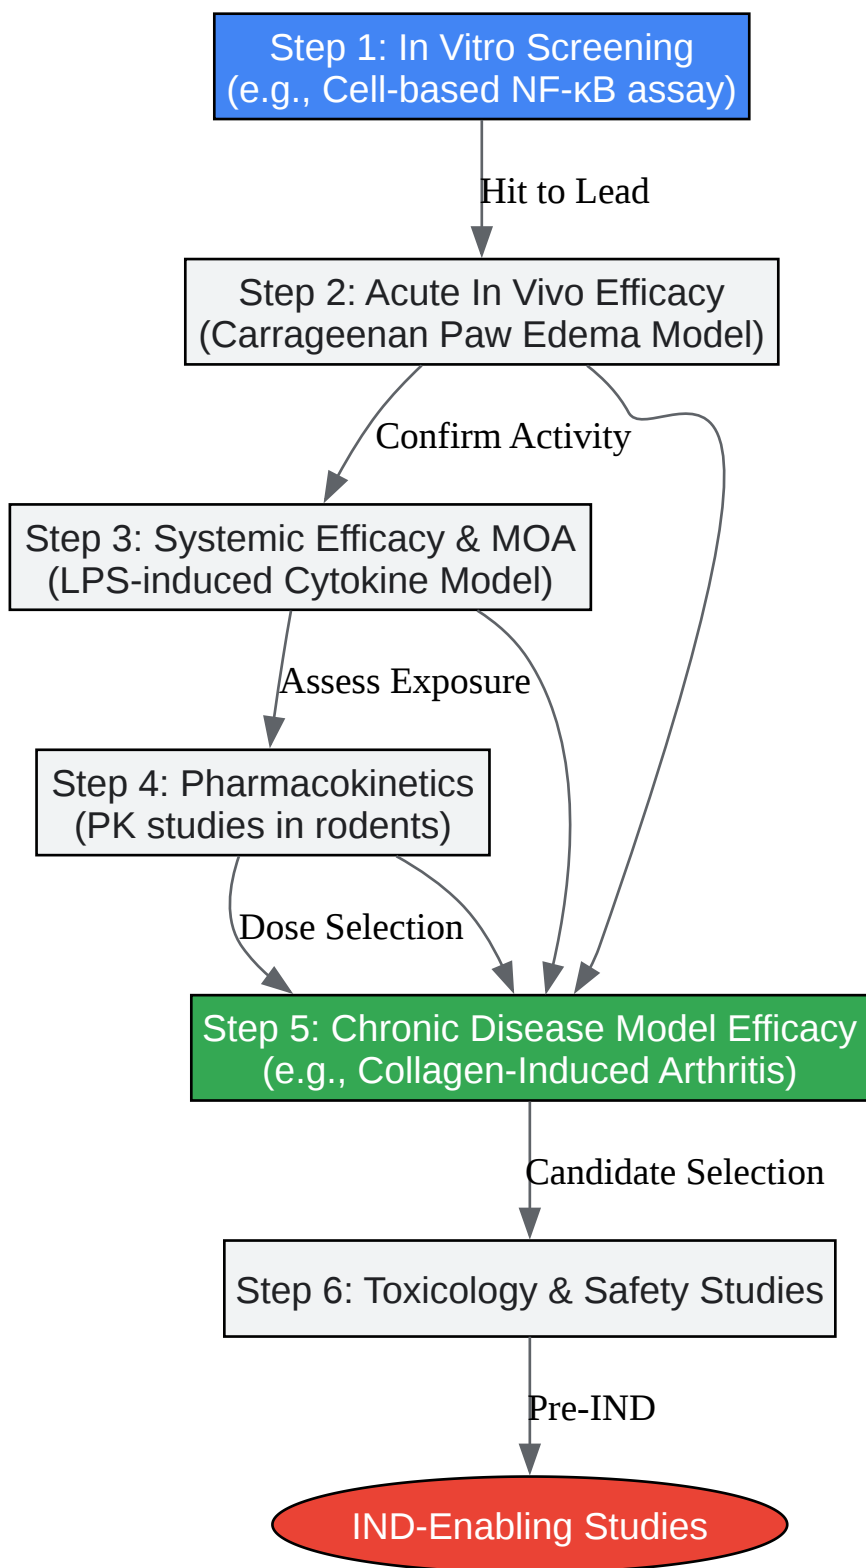 Step 1: In Vitro Screening
(e.g., Cell-based NF-κB assay)
Hit to Lead
Step 2: Acute In Vivo Efficacy
(Carrageenan Paw Edema Model)
Confirm Activity
Step 3: Systemic Efficacy & MOA
(LPS-induced Cytokine Model)
Assess Exposure
Step 4: Pharmacokinetics
(PK studies in rodents)
Dose Selection
Step 5: Chronic Disease Model Efficacy
(e.g., Collagen-Induced Arthritis)
Candidate Selection
Step 6: Toxicology & Safety Studies
Pre-IND
IND-Enabling Studies